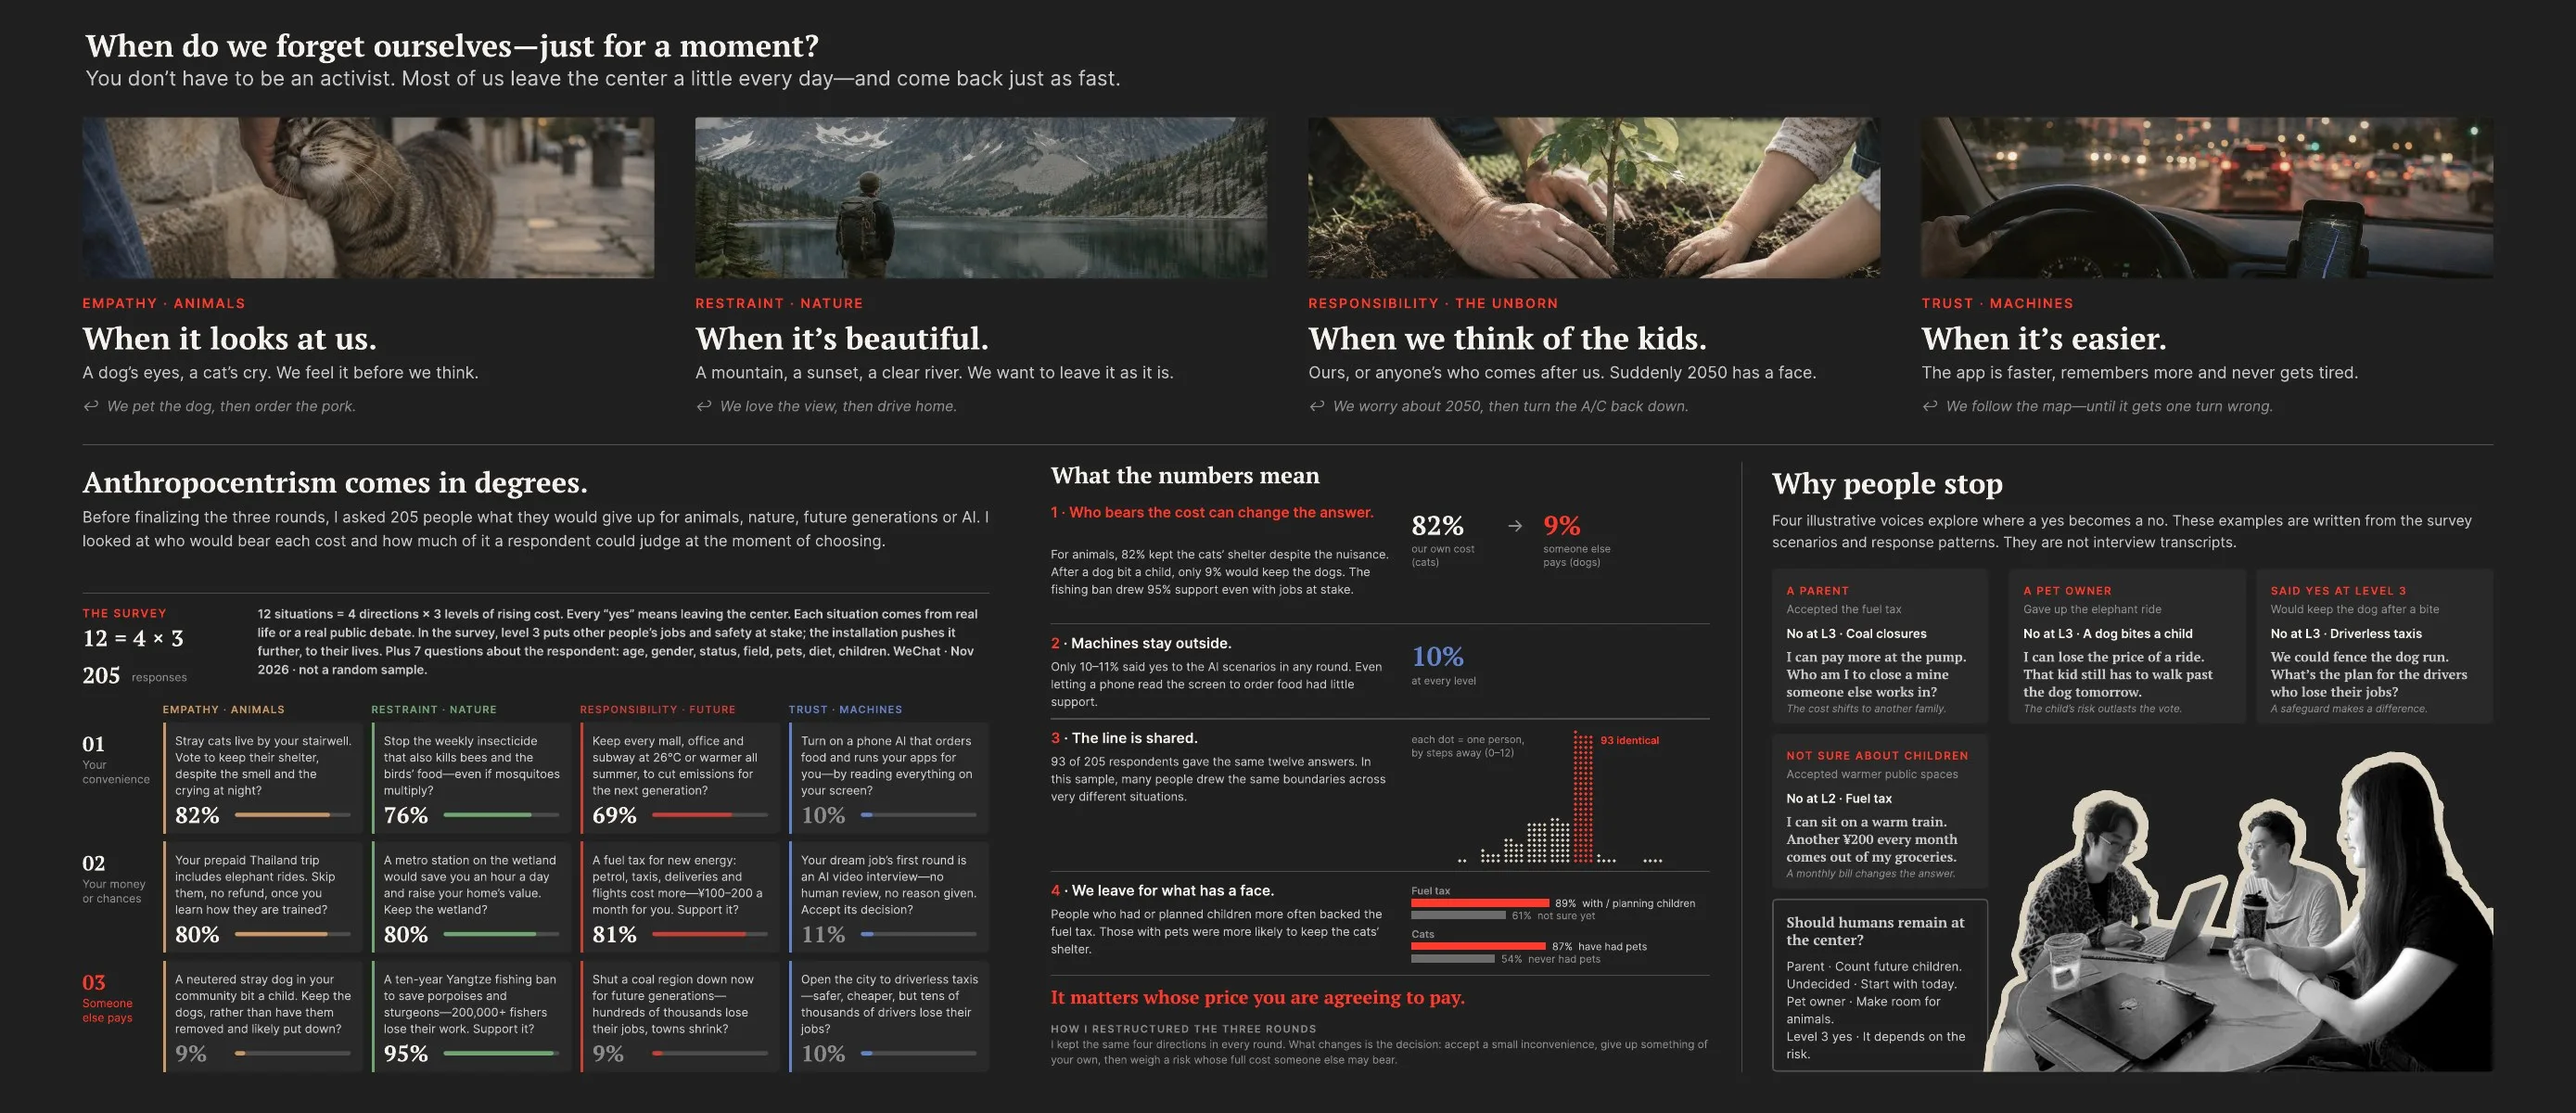 When do we forget ourselves—just for a moment?
You don’t have to be an activist. Most of us leave the center a little every day—and come back just as fast.
EMPATHY · ANIMALS
When it looks at us.
A dog’s eyes, a cat’s cry. We feel it before we think.
↩ We pet the dog, then order the pork.
RESTRAINT · NATURE
When it’s beautiful.
A mountain, a sunset, a clear river. We want to leave it as it is.
↩ We love the view, then drive home.
RESPONSIBILITY · THE UNBORN
When we think of the kids.
Ours, or anyone’s who comes after us. Suddenly 2050 has a face.
↩ We worry about 2050, then turn the A/C back down.
TRUST · MACHINES
When it’s easier.
The app is faster, remembers more and never gets tired.
↩ We follow the map—until it gets one turn wrong.
Anthropocentrism comes in degrees.
Before finalizing the three rounds, I asked 205 people what they would give up for animals, nature, future generations or AI. I
looked at who would bear each cost and how much of it a respondent could judge at the moment of choosing.
THE SURVEY
12 = 4 × 3
205 responses
12 situations = 4 directions × 3 levels of rising cost. Every “yes” means leaving the center. Each situation comes from real
life or a real public debate. In the survey, level 3 puts other people’s jobs and safety at stake; the installation pushes it
further, to their lives. Plus 7 questions about the respondent: age, gender, status, field, pets, diet, children. WeChat · Nov
2026 · not a random sample.
EMPATHY · ANIMALS
RESTRAINT · NATURE
RESPONSIBILITY · FUTURE
TRUST · MACHINES
01
Your
convenience
Stray cats live by your stairwell.
Vote to keep their shelter,
despite the smell and the
crying at night?
82%
Stop the weekly insecticide
that also kills bees and the
birds’ food—even if mosquitoes
multiply?
76%
Keep every mall, office and
subway at 26°C or warmer all
summer, to cut emissions for
the next generation?
69%
Turn on a phone AI that orders
food and runs your apps for
you—by reading everything on
your screen?
10%
02
Your money
or chances
Your prepaid Thailand trip
includes elephant rides. Skip
them, no refund, once you
learn how they are trained?
80%
A metro station on the wetland
would save you an hour a day
and raise your home’s value.
Keep the wetland?
80%
A fuel tax for new energy:
petrol, taxis, deliveries and
flights cost more—¥100–200 a
month for you. Support it?
81%
Your dream job’s first round is
an AI video interview—no
human review, no reason given.
Accept its decision?
11%
03
Someone
else pays
A neutered stray dog in your
community bit a child. Keep the
dogs, rather than have them
removed and likely put down?
9%
A ten-year Yangtze fishing ban
to save porpoises and
sturgeons—200,000+ fishers
lose their work. Support it?
95%
Shut a coal region down now
for future generations—
hundreds of thousands lose
their jobs, towns shrink?
9%
Open the city to driverless taxis
—safer, cheaper, but tens of
thousands of drivers lose their
jobs?
10%
What the numbers mean
1 · Who bears the cost can change the answer.
For animals, 82% kept the cats’ shelter despite the nuisance.
After a dog bit a child, only 9% would keep the dogs. The
fishing ban drew 95% support even with jobs at stake.
82% → 9%
our own cost
(cats)
someone else
pays (dogs)
2 · Machines stay outside.
Only 10–11% said yes to the AI scenarios in any round. Even
letting a phone read the screen to order food had little
support.
10%
at every level
3 · The line is shared.
93 of 205 respondents gave the same twelve answers. In
this sample, many people drew the same boundaries across
very different situations.
each dot = one person,
by steps away (0–12)
93 identical
4 · We leave for what has a face.
People who had or planned children more often backed the
fuel tax. Those with pets were more likely to keep the cats’
shelter.
Fuel tax
89% with / planning children
61% not sure yet
Cats
87% have had pets
54% never had pets
It matters whose price you are agreeing to pay.
HOW I RESTRUCTURED THE THREE ROUNDS
I kept the same four directions in every round. What changes is the decision: accept a small inconvenience, give up something of
your own, then weigh a risk whose full cost someone else may bear.
Why people stop
Four illustrative voices explore where a yes becomes a no. These examples are written from the survey
scenarios and response patterns. They are not interview transcripts.
A PARENT
Accepted the fuel tax
No at L3 · Coal closures
I can pay more at the pump.
Who am I to close a mine
someone else works in?
The cost shifts to another family.
A PET OWNER
Gave up the elephant ride
No at L3 · A dog bites a child
I can lose the price of a ride.
That kid still has to walk past
the dog tomorrow.
The child’s risk outlasts the vote.
SAID YES AT LEVEL 3
Would keep the dog after a bite
No at L3 · Driverless taxis
We could fence the dog run.
What’s the plan for the drivers
who lose their jobs?
A safeguard makes a difference.
NOT SURE ABOUT CHILDREN
Accepted warmer public spaces
No at L2 · Fuel tax
I can sit on a warm train.
Another ¥200 every month
comes out of my groceries.
A monthly bill changes the answer.
Should humans remain at
the center?
Parent · Count future children.
Undecided · Start with today.
Pet owner · Make room for
animals.
Level 3 yes · It depends on the
risk.